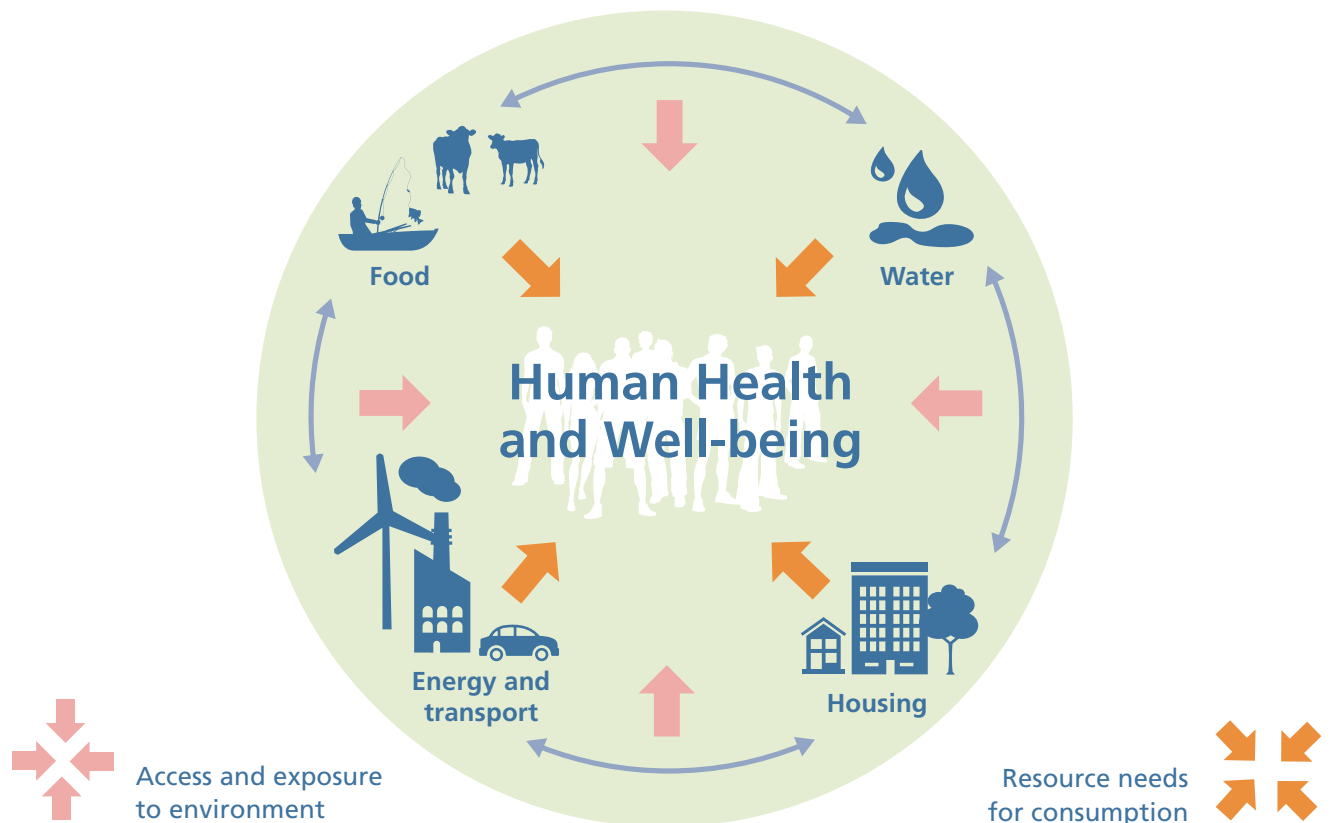 Food
Water
Human Health
and Well-being
Energy and
transport
Housing
Access and exposure
to environment
Resource needs
for consumption